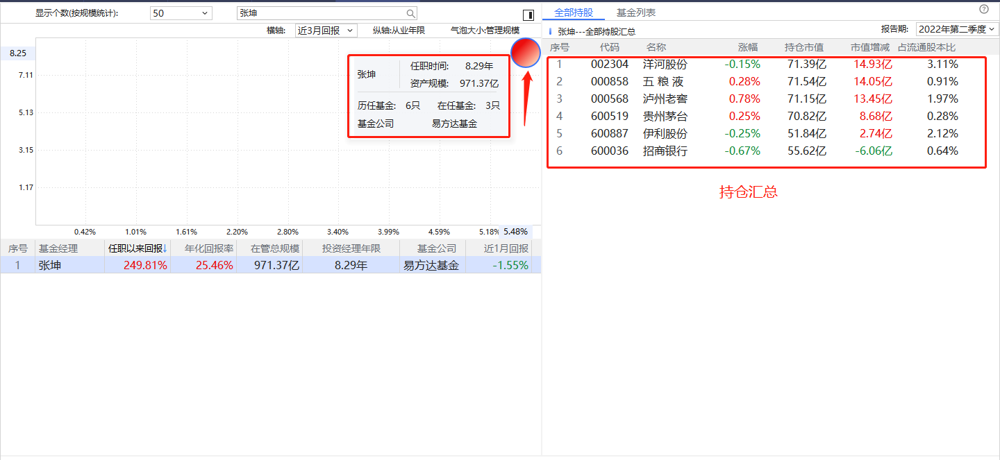 显示个数(按规模统计): 50 张坤
横轴: 近3月回报 纵轴:从业年限 气泡大小:管理规模
8.25
7.11
5.13
3.15
1.17
张坤 任职时间: 8.29年
资产规模: 971.37亿
历任基金: 6只 在任基金: 3只
基金公司 易方达基金
0.42% 1.01% 1.61% 2.20% 2.80% 3.40% 3.99% 4.59% 5.18% 5.48%
序号 基金经理 任职以来回报↓ 年化回报率 在管总规模 投资经理年限 基金公司 近1月回报
1 张坤 249.81% 25.46% 971.37亿 8.29年 易方达基金 -1.55%
全部持股 基金列表
张坤---全部持股汇总 报告期: 2022年第二季度
序号 代码 名称 涨幅 持仓市值 市值增减 占流通股本比
1 002304 洋河股份 -0.15% 71.39亿 14.93亿 3.11%
2 000858 五 粮 液 0.28% 71.54亿 14.05亿 0.91%
3 000568 泸州老窖 0.78% 71.15亿 13.45亿 1.97%
4 600519 贵州茅台 0.25% 70.82亿 8.68亿 0.28%
5 600887 伊利股份 -0.25% 51.84亿 2.74亿 2.12%
6 600036 招商银行 -0.67% 55.62亿 -6.06亿 0.64%
持仓汇总